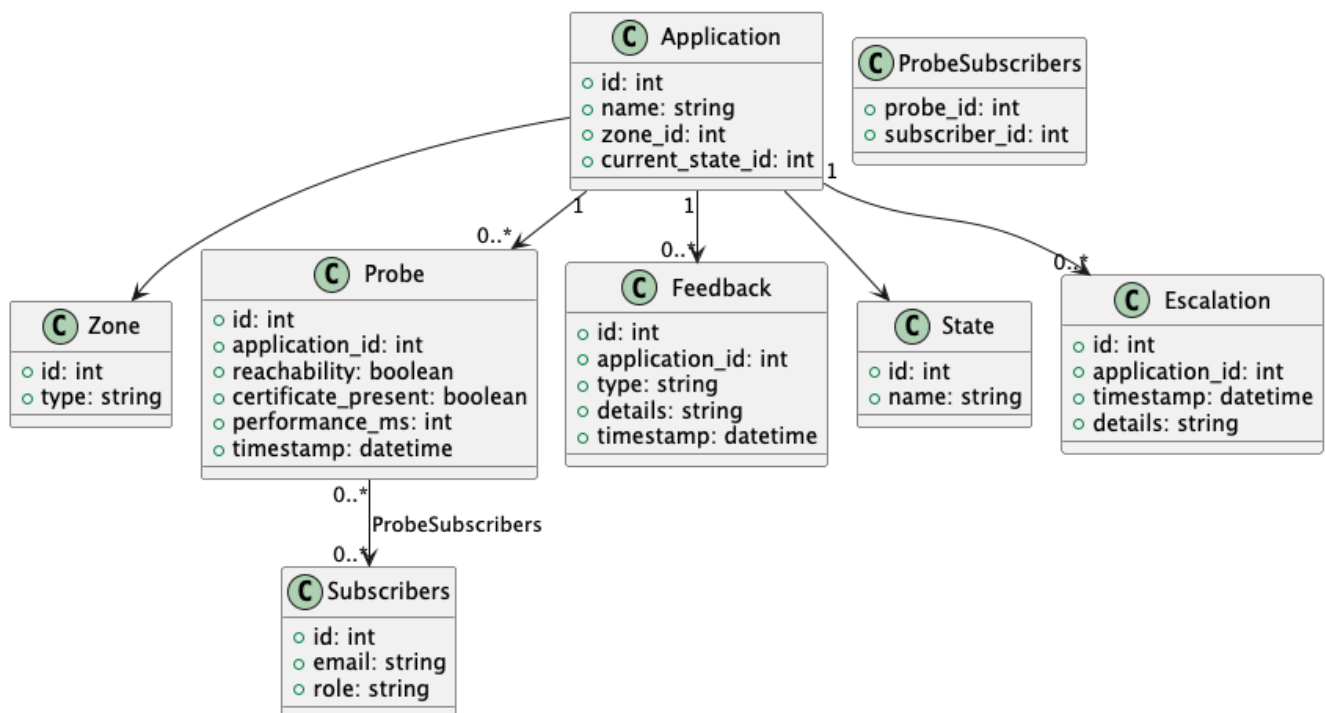 C Application
+ id: int
+ name: string
+ zone_id: int
+ current_state_id: int
C ProbeSubscribers
probe_id: int
subscriber_id: int
1
0..*
1
0..*
1
0..*
C Zone
id: int
type: string
C Probe
id: int
application_id: int
reachability: boolean
certificate_present: boolean
performance_ms: int
timestamp: datetime
C Feedback
id: int
application_id: int
type: string
details: string
timestamp: datetime
C State
id: int
name: string
C Escalation
id: int
application_id: int
timestamp: datetime
details: string
0..*
ProbeSubscribers
0..*
C Subscribers
id: int
email: string
role: string